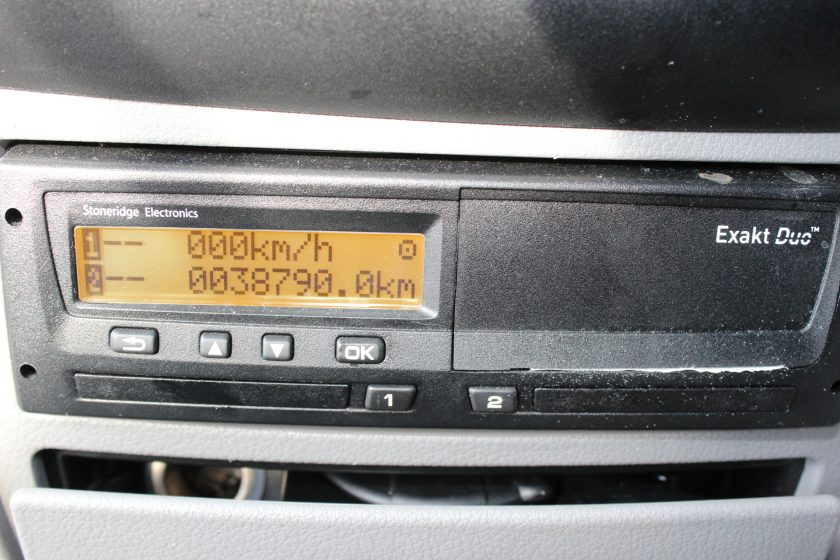 Stoneridge Electronics
Exakt Duo™
1-- 000km/h
2-- 0038790.0km
OK
1
2